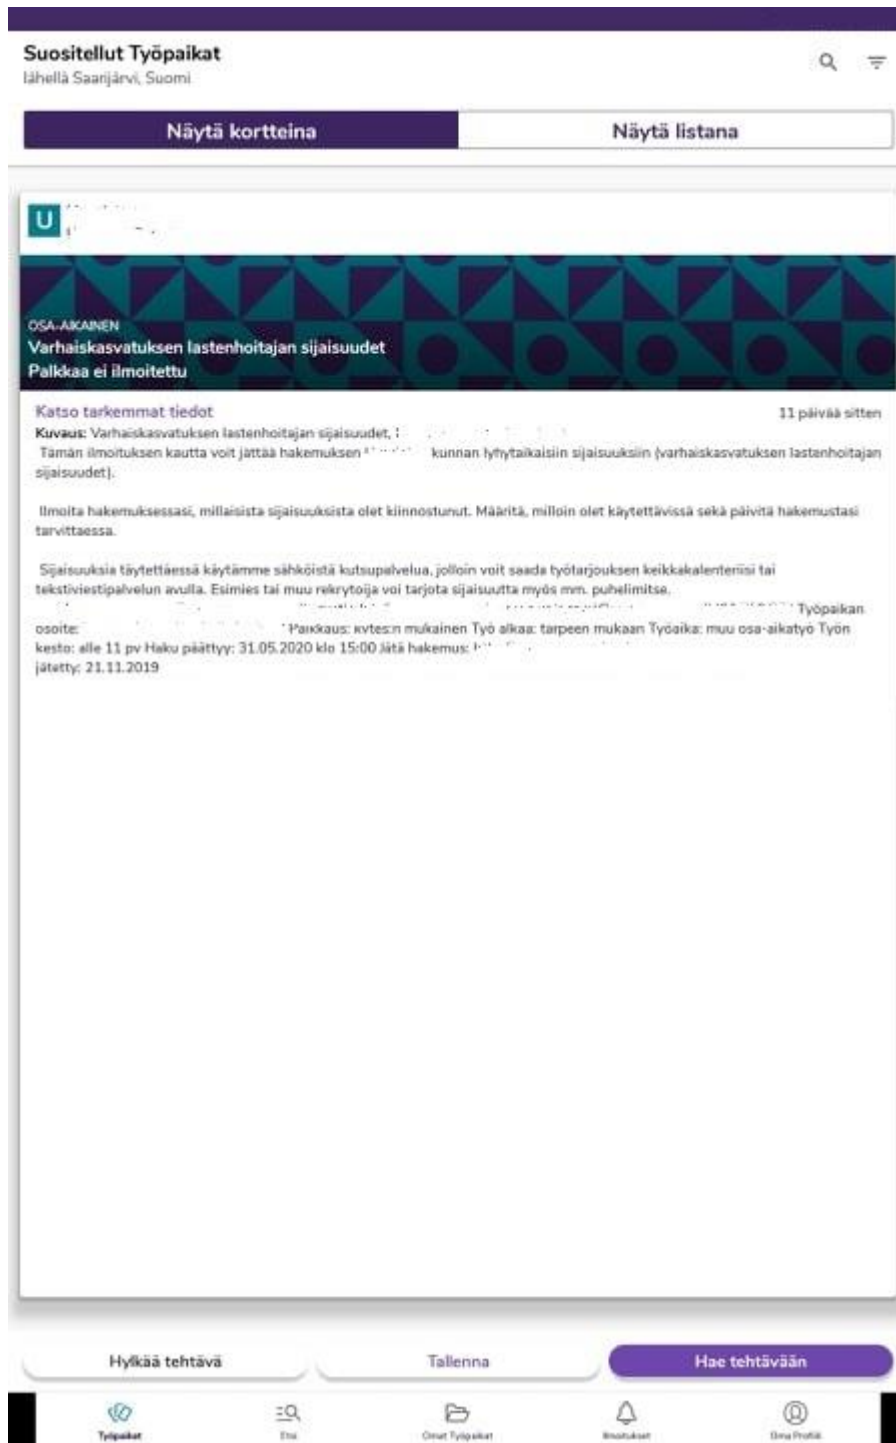 Suositellut Työpaikat
lähellä Saarijärvi, Suomi
Näytä kortteina
Näytä listana
U
OSA-AIKAINEN
Varhaiskasvatuksen lastenhoitajan sijaisuudet
Palkkaa ei ilmoitettu
Katso tarkemmat tiedot
11 päivää sitten
Kuvaus: Varhaiskasvatuksen lastenhoitajan sijaisuudet,
Tämän ilmoituksen kautta voit jättää hakemuksen kunnan lyhytaikaisiin sijaisuuksiin (varhaiskasvatuksen lastenhoitajan
sijaisuudet).
Ilmoita hakemuksessasi, millaisista sijaisuuksista olet kiinnostunut. Määritä, milloin olet käytettävissä sekä päivitä hakemustasi
tarvittaessa.
Sijaisuuksia täytettäessä käytämme sähköistä kutsupalvelua, jolloin voit saada työtarjouksen keikkakalenteriisi tai
tekstiviestipalvelun avulla. Esimies tai muu rekrytoija voi tarjota sijaisuutta myös mm. puhelimitse.
Työpaikan
osoite: Palkkaus: kvtes:n mukainen Työ alkaa: tarpeen mukaan Työaika: muu osa-aikatyö Työn
kesto: alle 11 pv Haku päättyy: 31.05.2020 klo 15:00 Jätä hakemus:
jätetty: 21.11.2019
Hylkää tehtävä
Tallenna
Hae tehtävään
Työpaikat
Etsi
Omat Työpaikat
Ilmoitukset
Oma Profiili